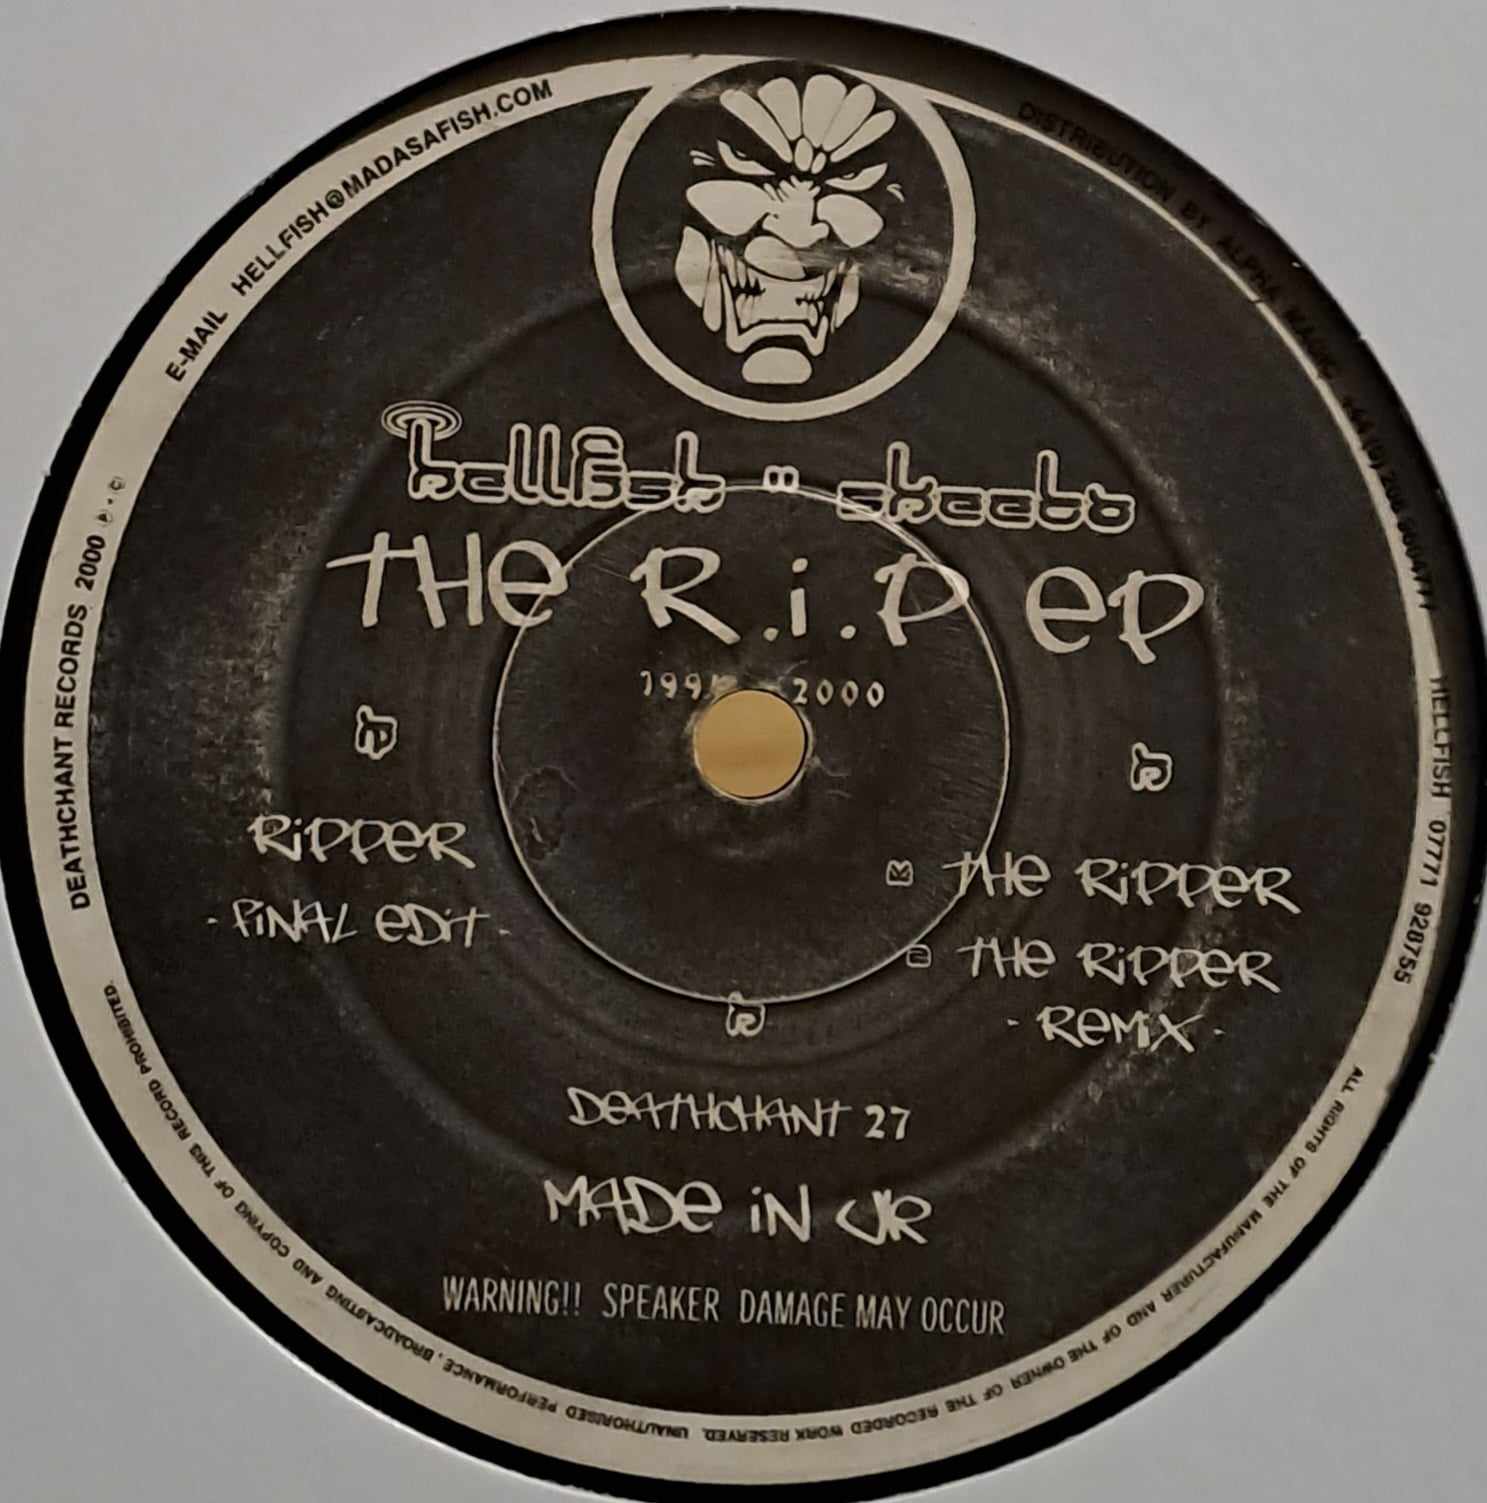 E-MAIL HELLFISH@MADASAFISH.COM
DISTRIBUTION BY ALPHA MAGIC
HELLFISH 07771 928755
DEATHCHANT RECORDS 2000
hellfish skeeta
THE R.i.P EP
2000
RiPPER
- FiNAL EDiT -
THE RiPPER
2 THE RiPPER
- REMiX -
DEATHCHANT 27
MADE iN UK
WARNING!! SPEAKER DAMAGE MAY OCCUR
ALL RIGHTS OF THE MANUFACTURER AND OF THE OWNER OF THE RECORDED WORK RESERVED. UNAUTHORISED PERFORMANCE, BROADCASTING AND COPYING OF THIS RECORD PROHIBITED.